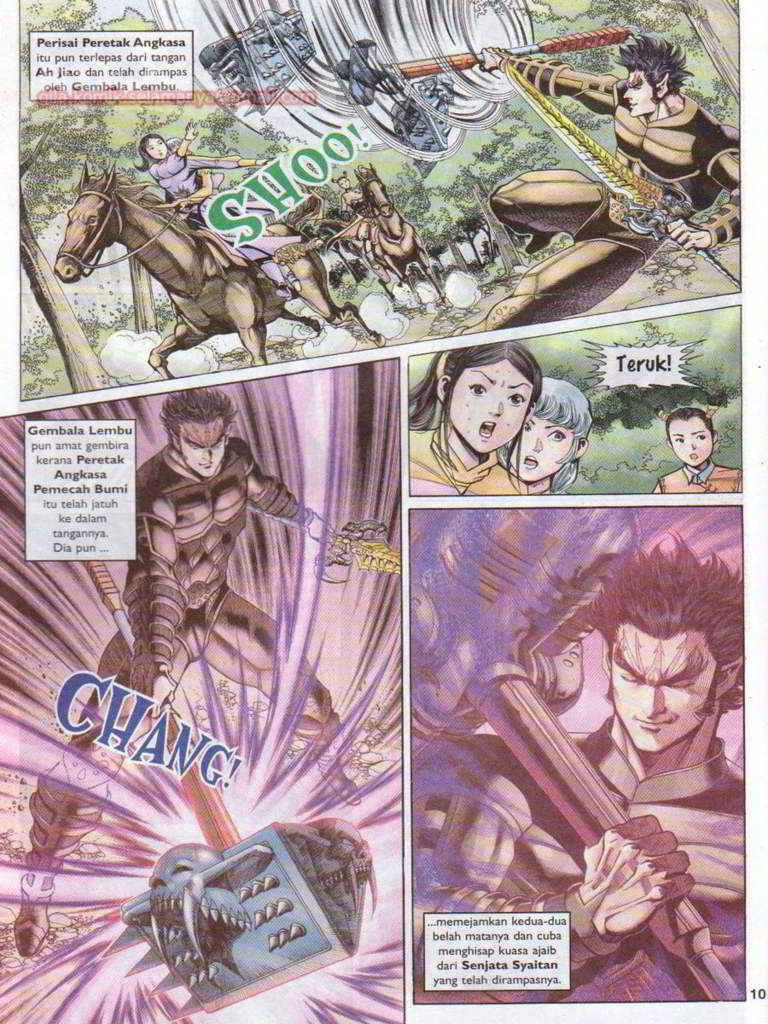 Perisai Peretak Angkasa
itu pun terlepas dari tangan
Ah Jiao dan telah dirampas
oleh Gembala Lembu.
SHOO!
Teruk!
Gembala Lembu
pun amat gembira
kerana Peretak
Angkasa
Pemecah Bumi
itu telah jatuh
ke dalam
tangannya.
Dia pun ...
CHANG!
...memejamkan kedua-dua
belah matanya dan cuba
menghisap kuasa ajaib
dari Senjata Syaitan
yang telah dirampasnya.
10